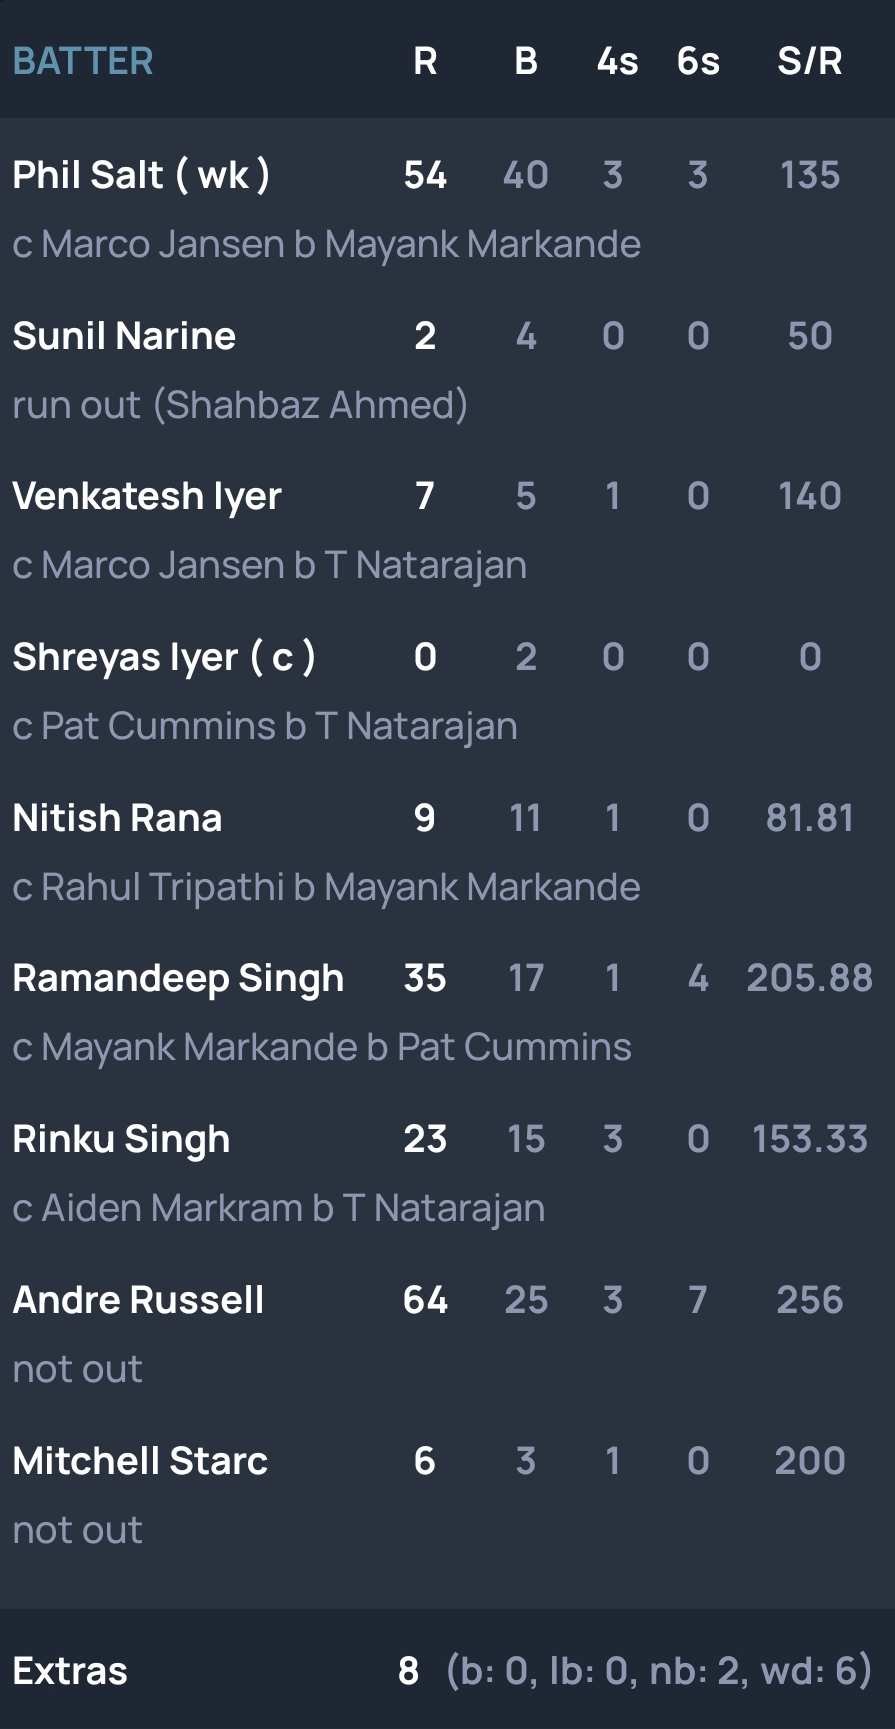 BATTER R B 4s 6s S/R
Phil Salt ( wk ) 54 40 3 3 135
c Marco Jansen b Mayank Markande
Sunil Narine 2 4 0 0 50
run out (Shahbaz Ahmed)
Venkatesh Iyer 7 5 1 0 140
c Marco Jansen b T Natarajan
Shreyas Iyer ( c ) 0 2 0 0 0
c Pat Cummins b T Natarajan
Nitish Rana 9 11 1 0 81.81
c Rahul Tripathi b Mayank Markande
Ramandeep Singh 35 17 1 4 205.88
c Mayank Markande b Pat Cummins
Rinku Singh 23 15 3 0 153.33
c Aiden Markram b T Natarajan
Andre Russell 64 25 3 7 256
not out
Mitchell Starc 6 3 1 0 200
not out
Extras 8 (b: 0, lb: 0, nb: 2, wd: 6)